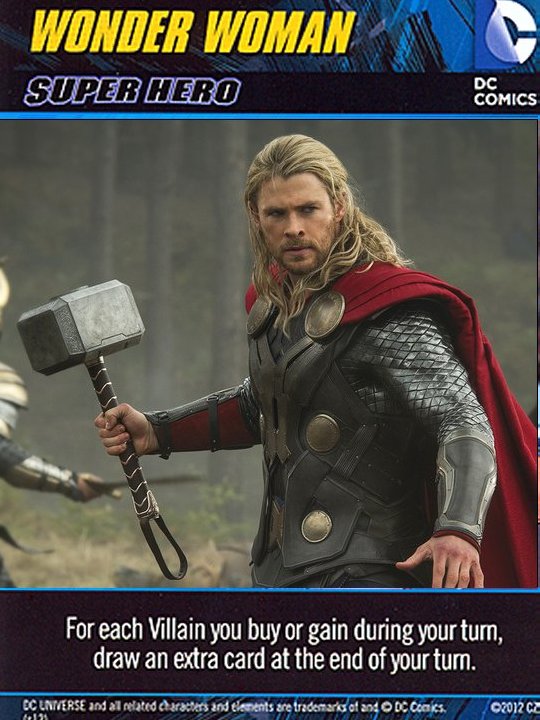 WONDER WOMAN
SUPER HERO
DC
COMICS
For each Villain you buy or gain during your turn,
draw an extra card at the end of your turn.
DC UNIVERSE and all related characters and elements are trademarks of and © DC Comics.
(s12)
©2012 CZ